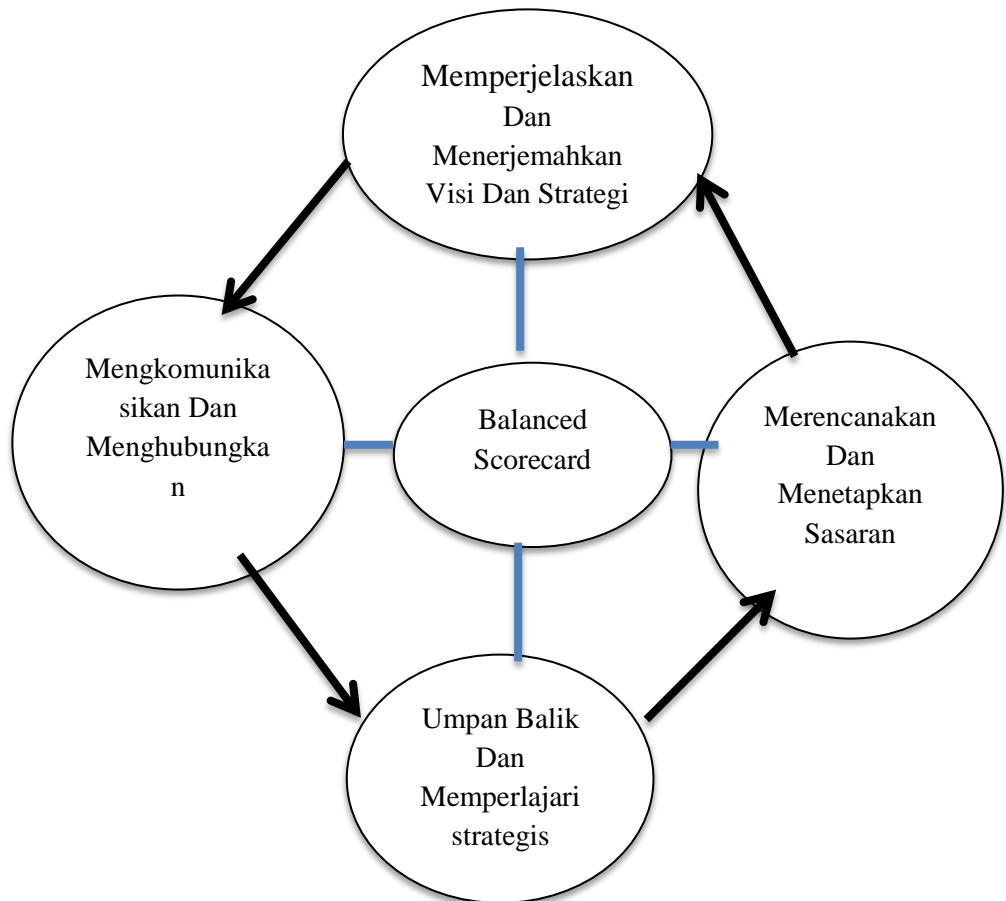 Memperjelaskan
Dan
Menerjemahkan
Visi Dan Strategi
Mengkomunika
sikan Dan
Menghubungka
n
Balanced
Scorecard
Merencanakan
Dan
Menetapkan
Sasaran
Umpan Balik
Dan
Memperlajari
strategis